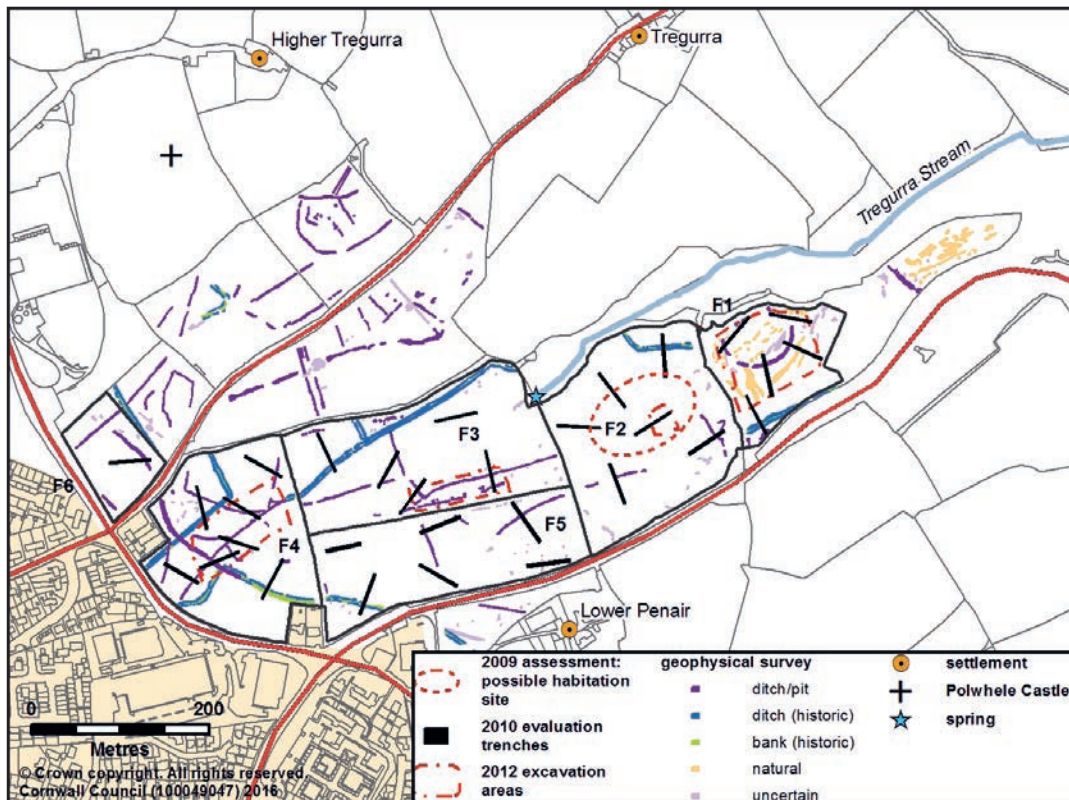 Higher Tregurra
Tregurra
Tregurra Stream
F1
F2
F3
F5
F6
F4
Lower Penair
0 200
Metres
© Crown copyright. All rights reserved.
Cornwall Council (100049047) 2016
2009 assessment:
possible habitation
site
2010 evaluation
trenches
2012 excavation
areas
geophysical survey
ditch/pit
ditch (historic)
bank (historic)
natural
uncertain
settlement
Polwhele Castle
spring